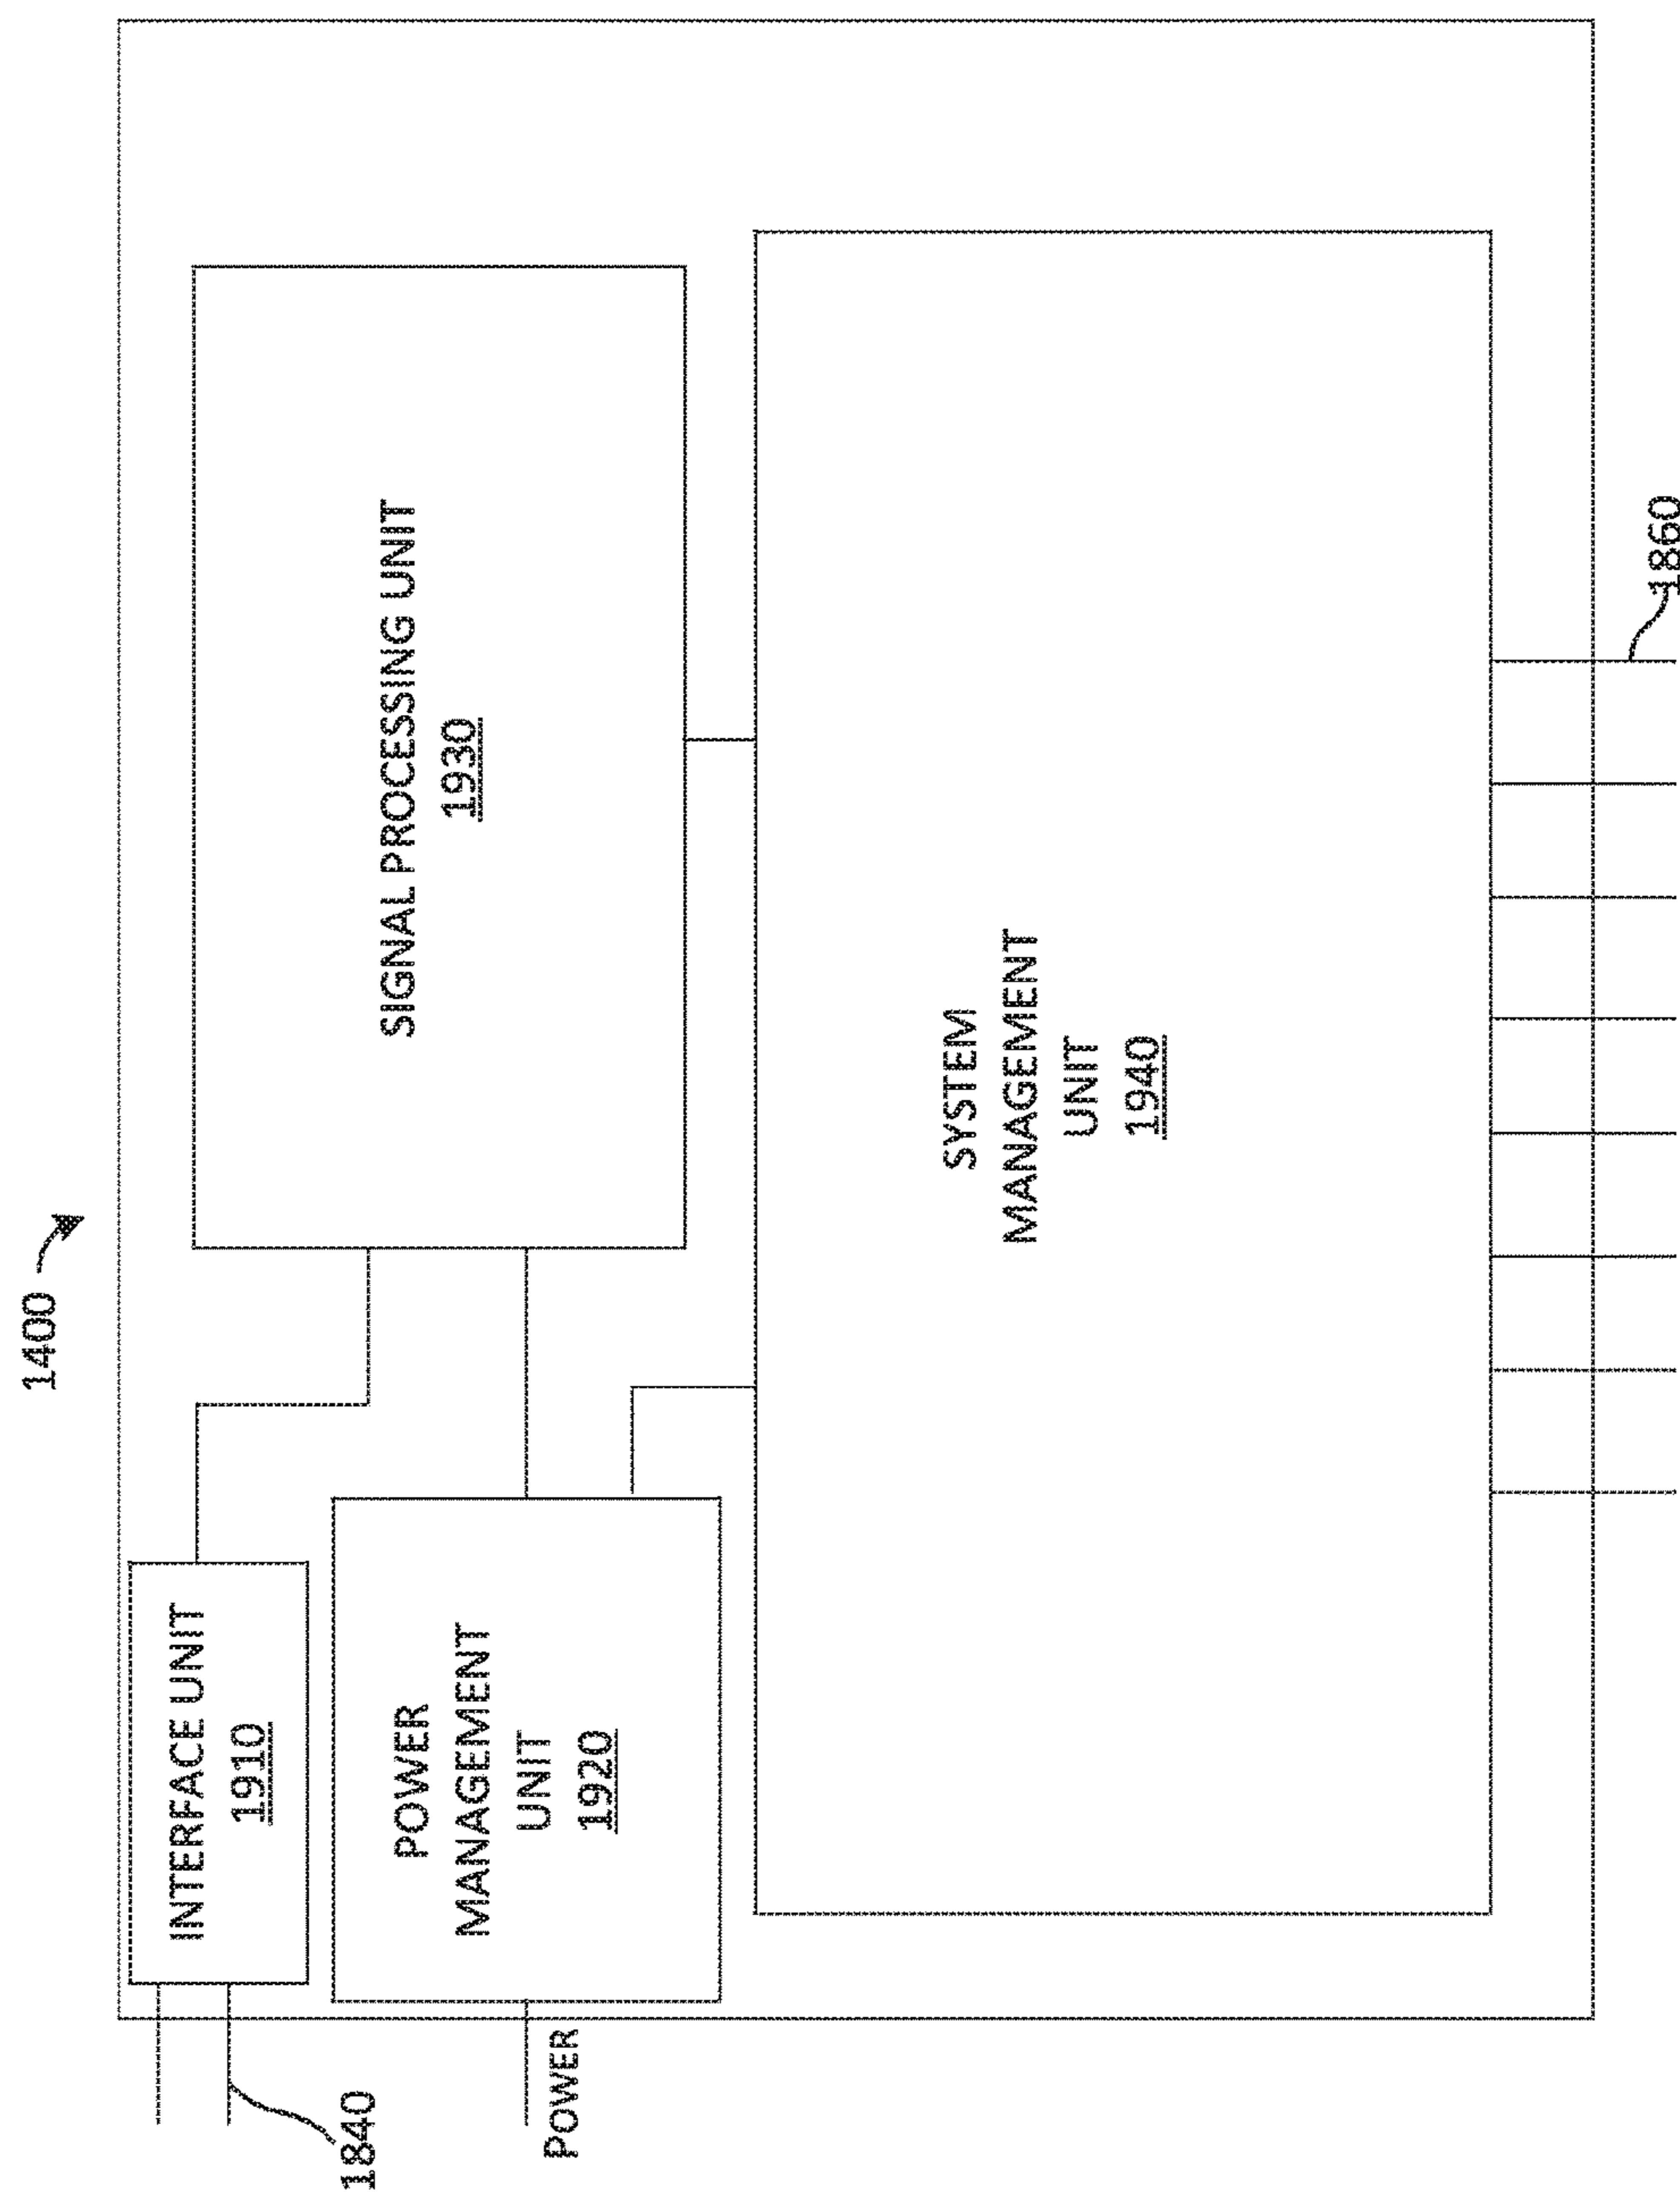 1400
INTERFACE UNIT
1910
SIGNAL PROCESSING UNIT
1930
1840
POWER
MANAGEMENT
UNIT
1920
POWER
SYSTEM
MANAGEMENT
UNIT
1940
1860